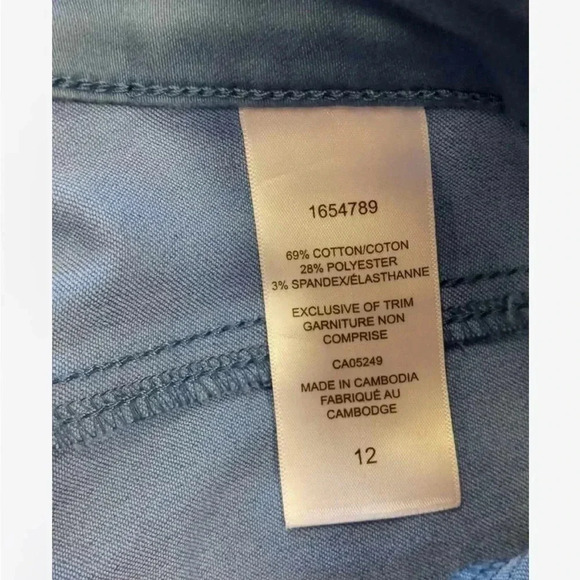 1654789
69% COTTON/COTON
28% POLYESTER
3% SPANDEX/ÉLASTHANNE
EXCLUSIVE OF TRIM
GARNITURE NON
COMPRISE
CA05249
MADE IN CAMBODIA
FABRIQUÉ AU
CAMBODGE
12